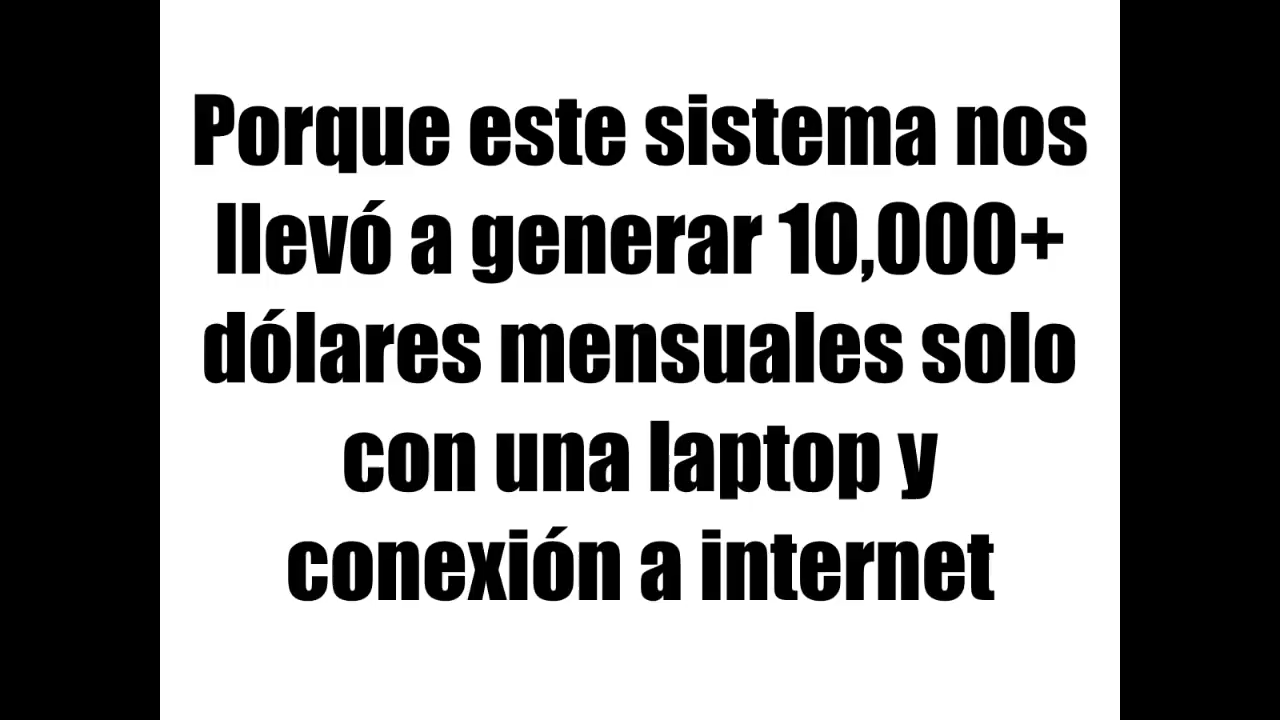 Porque este sistema nos
llevó a generar 10,000+
dólares mensuales solo
con una laptop y
conexión a internet